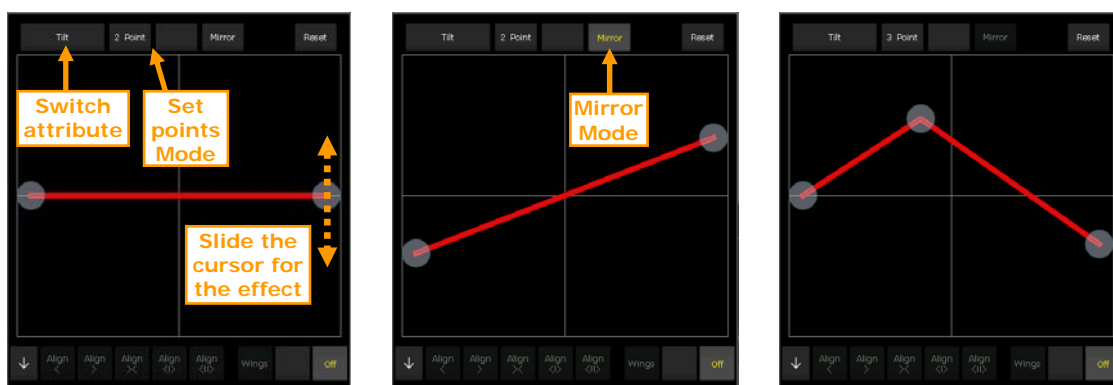 Tilt 2 Point Mirror Reset
Switch
attribute
Set
points
Mode
Slide the
cursor for
the effect
↓ Align < Align > Align >< Align <|> Align <||> Wings Off
Tilt 2 Point Mirror Reset
Mirror
Mode
↓ Align < Align > Align >< Align <|> Align <||> Wings Off
Tilt 3 Point Mirror Reset
↓ Align < Align > Align >< Align <|> Align <||> Wings Off